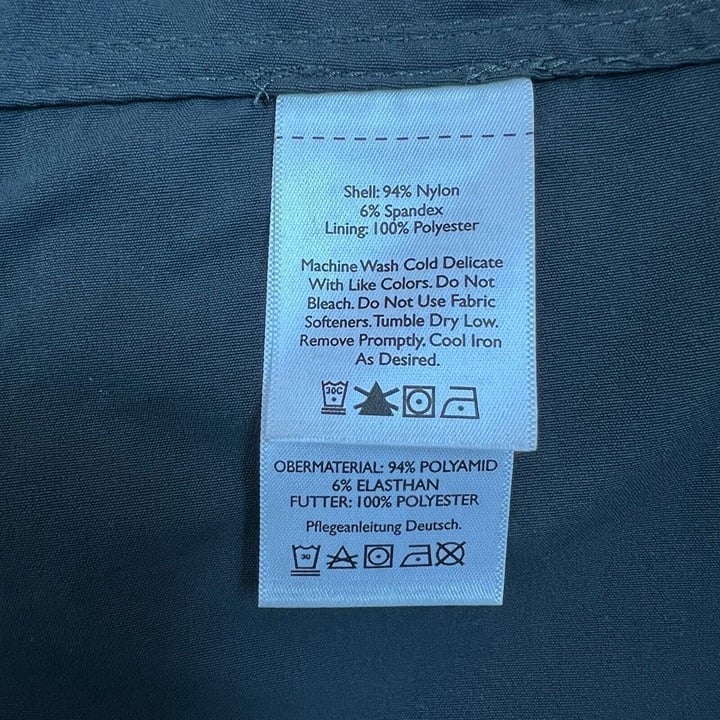 Shell: 94% Nylon
6% Spandex
Lining: 100% Polyester
Machine Wash Cold Delicate
With Like Colors. Do Not
Bleach. Do Not Use Fabric
Softeners. Tumble Dry Low.
Remove Promptly. Cool Iron
As Desired.
30C
OBERMATERIAL: 94% POLYAMID
6% ELASTHAN
FUTTER: 100% POLYESTER
Pflegeanleitung Deutsch.
30